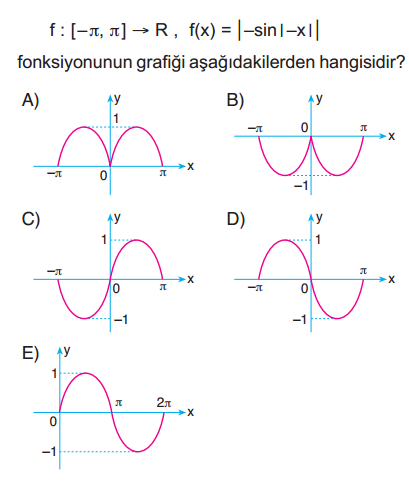 f : [−π, π] → R , f(x) = |−sin|−x||
fonksiyonunun grafiği aşağıdakilerden hangisidir?
A) y 1 −π 0 π x
B) y −π 0 π x −1
C) y 1 −π 0 π x −1
D) y 1 −π 0 π x −1
E) y 1 0 π 2π x −1